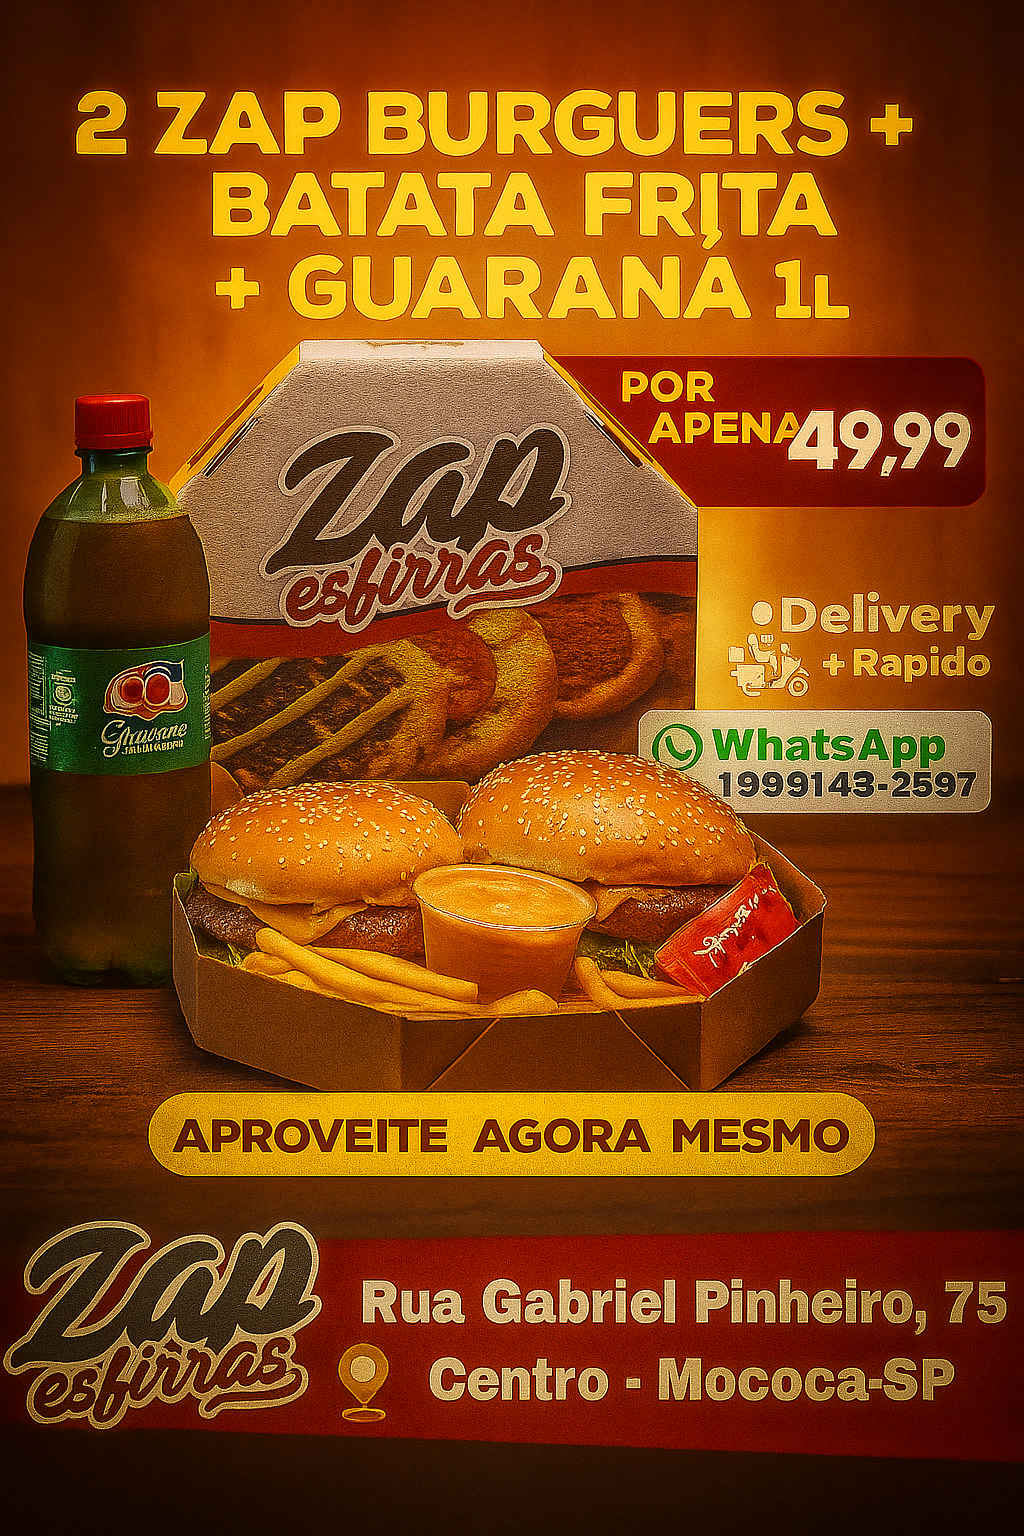 2 ZAP BURGUERS +
BATATA FRITA
+ GUARANÁ 1L
POR
APENA
49,99
Zap
esfirras
Delivery
+ Rapido
WhatsApp
1999143-2597
APROVEITE AGORA MESMO
Zap
esfirras
Rua Gabriel Pinheiro, 75
Centro - Mococa-SP